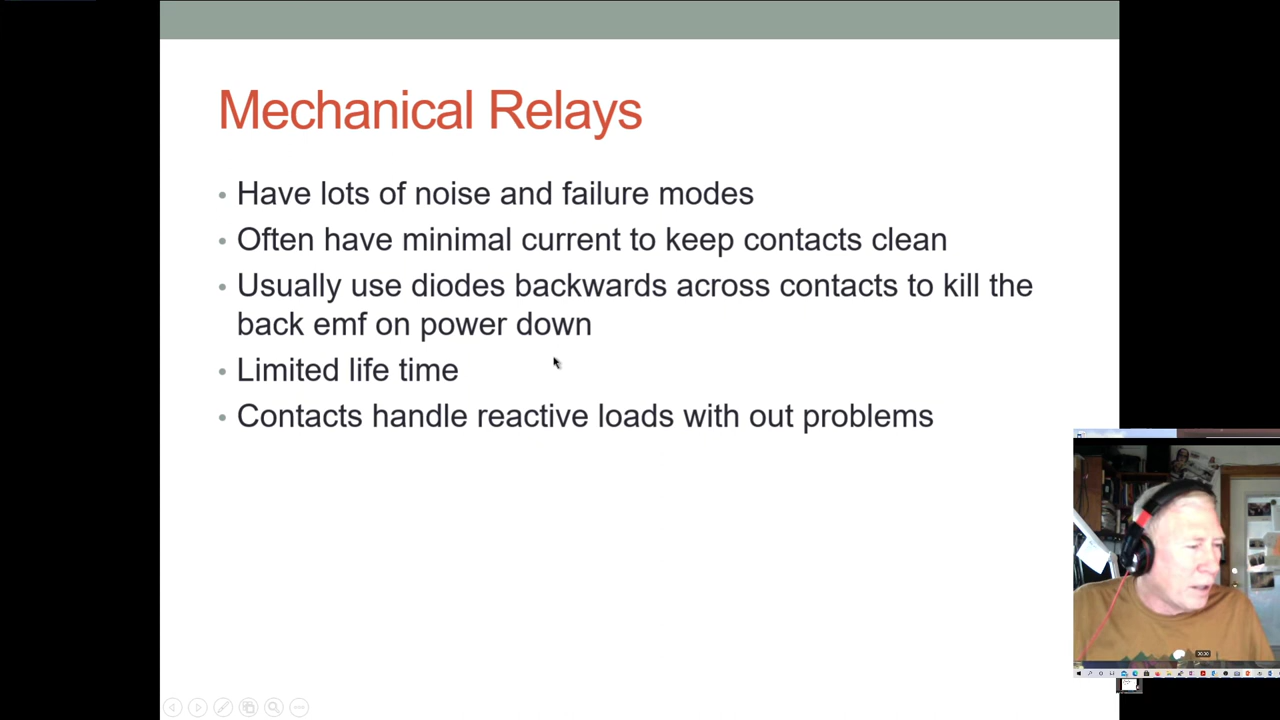 Mechanical Relays
• Have lots of noise and failure modes
• Often have minimal current to keep contacts clean
• Usually use diodes backwards across contacts to kill the
back emf on power down
• Limited life time
• Contacts handle reactive loads with out problems
30:30